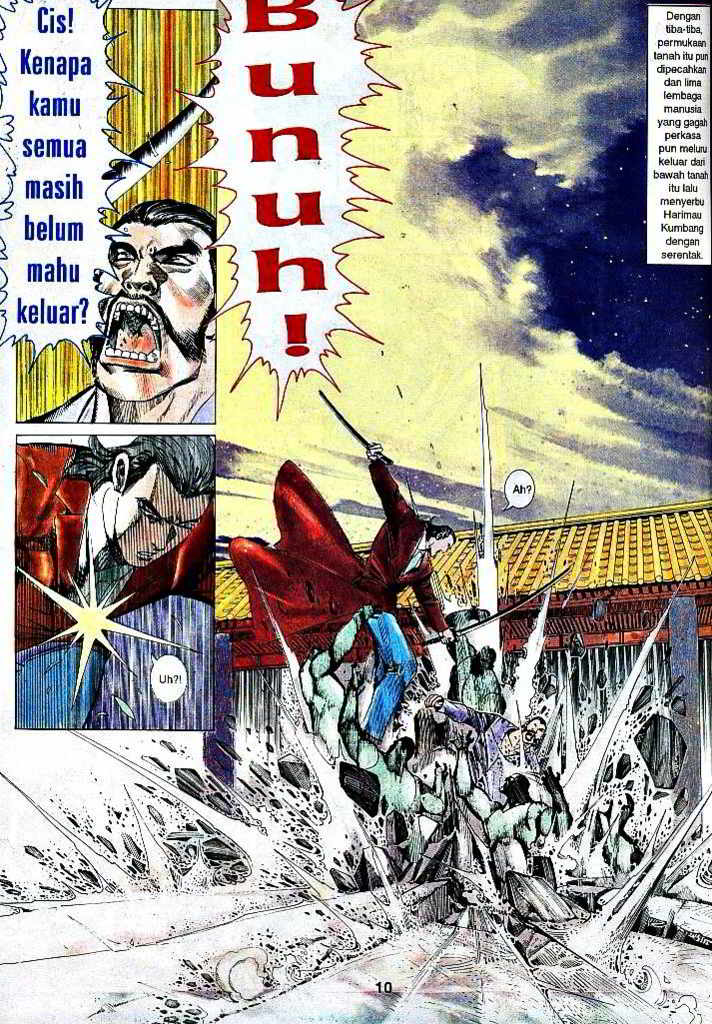 Cis!
Kenapa
kamu
semua
masih
belum
mahu
keluar?
Bunuh!
Dengan
tiba-tiba,
permukaan
tanah itu pun
dipecahkan
dan lima
lembaga
manusia
yang gagah
perkasa
pun meluru
keluar dari
bawah tanah
itu lalu
menyerbu
Harimau
Kumbang
dengan
serentak.
Uh?!
Ah?
10